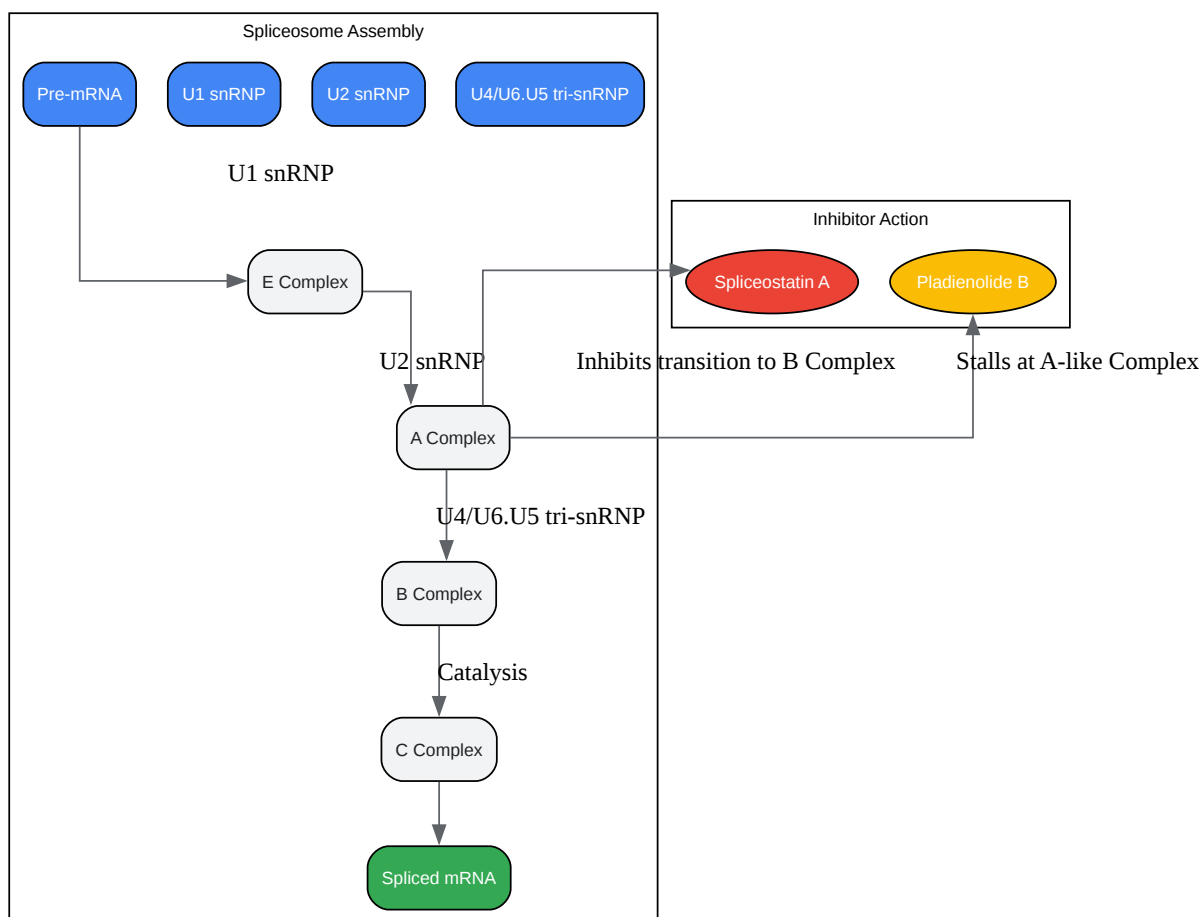 Spliceosome Assembly
Pre-mRNA
U1 snRNP
U2 snRNP
U4/U6.U5 tri-snRNP
U1 snRNP
Inhibitor Action
E Complex
Spliceostatin A
Pladienolide B
U2 snRNP
Inhibits transition to B Complex
Stalls at A-like Complex
A Complex
U4/U6.U5 tri-snRNP
B Complex
Catalysis
C Complex
Spliced mRNA